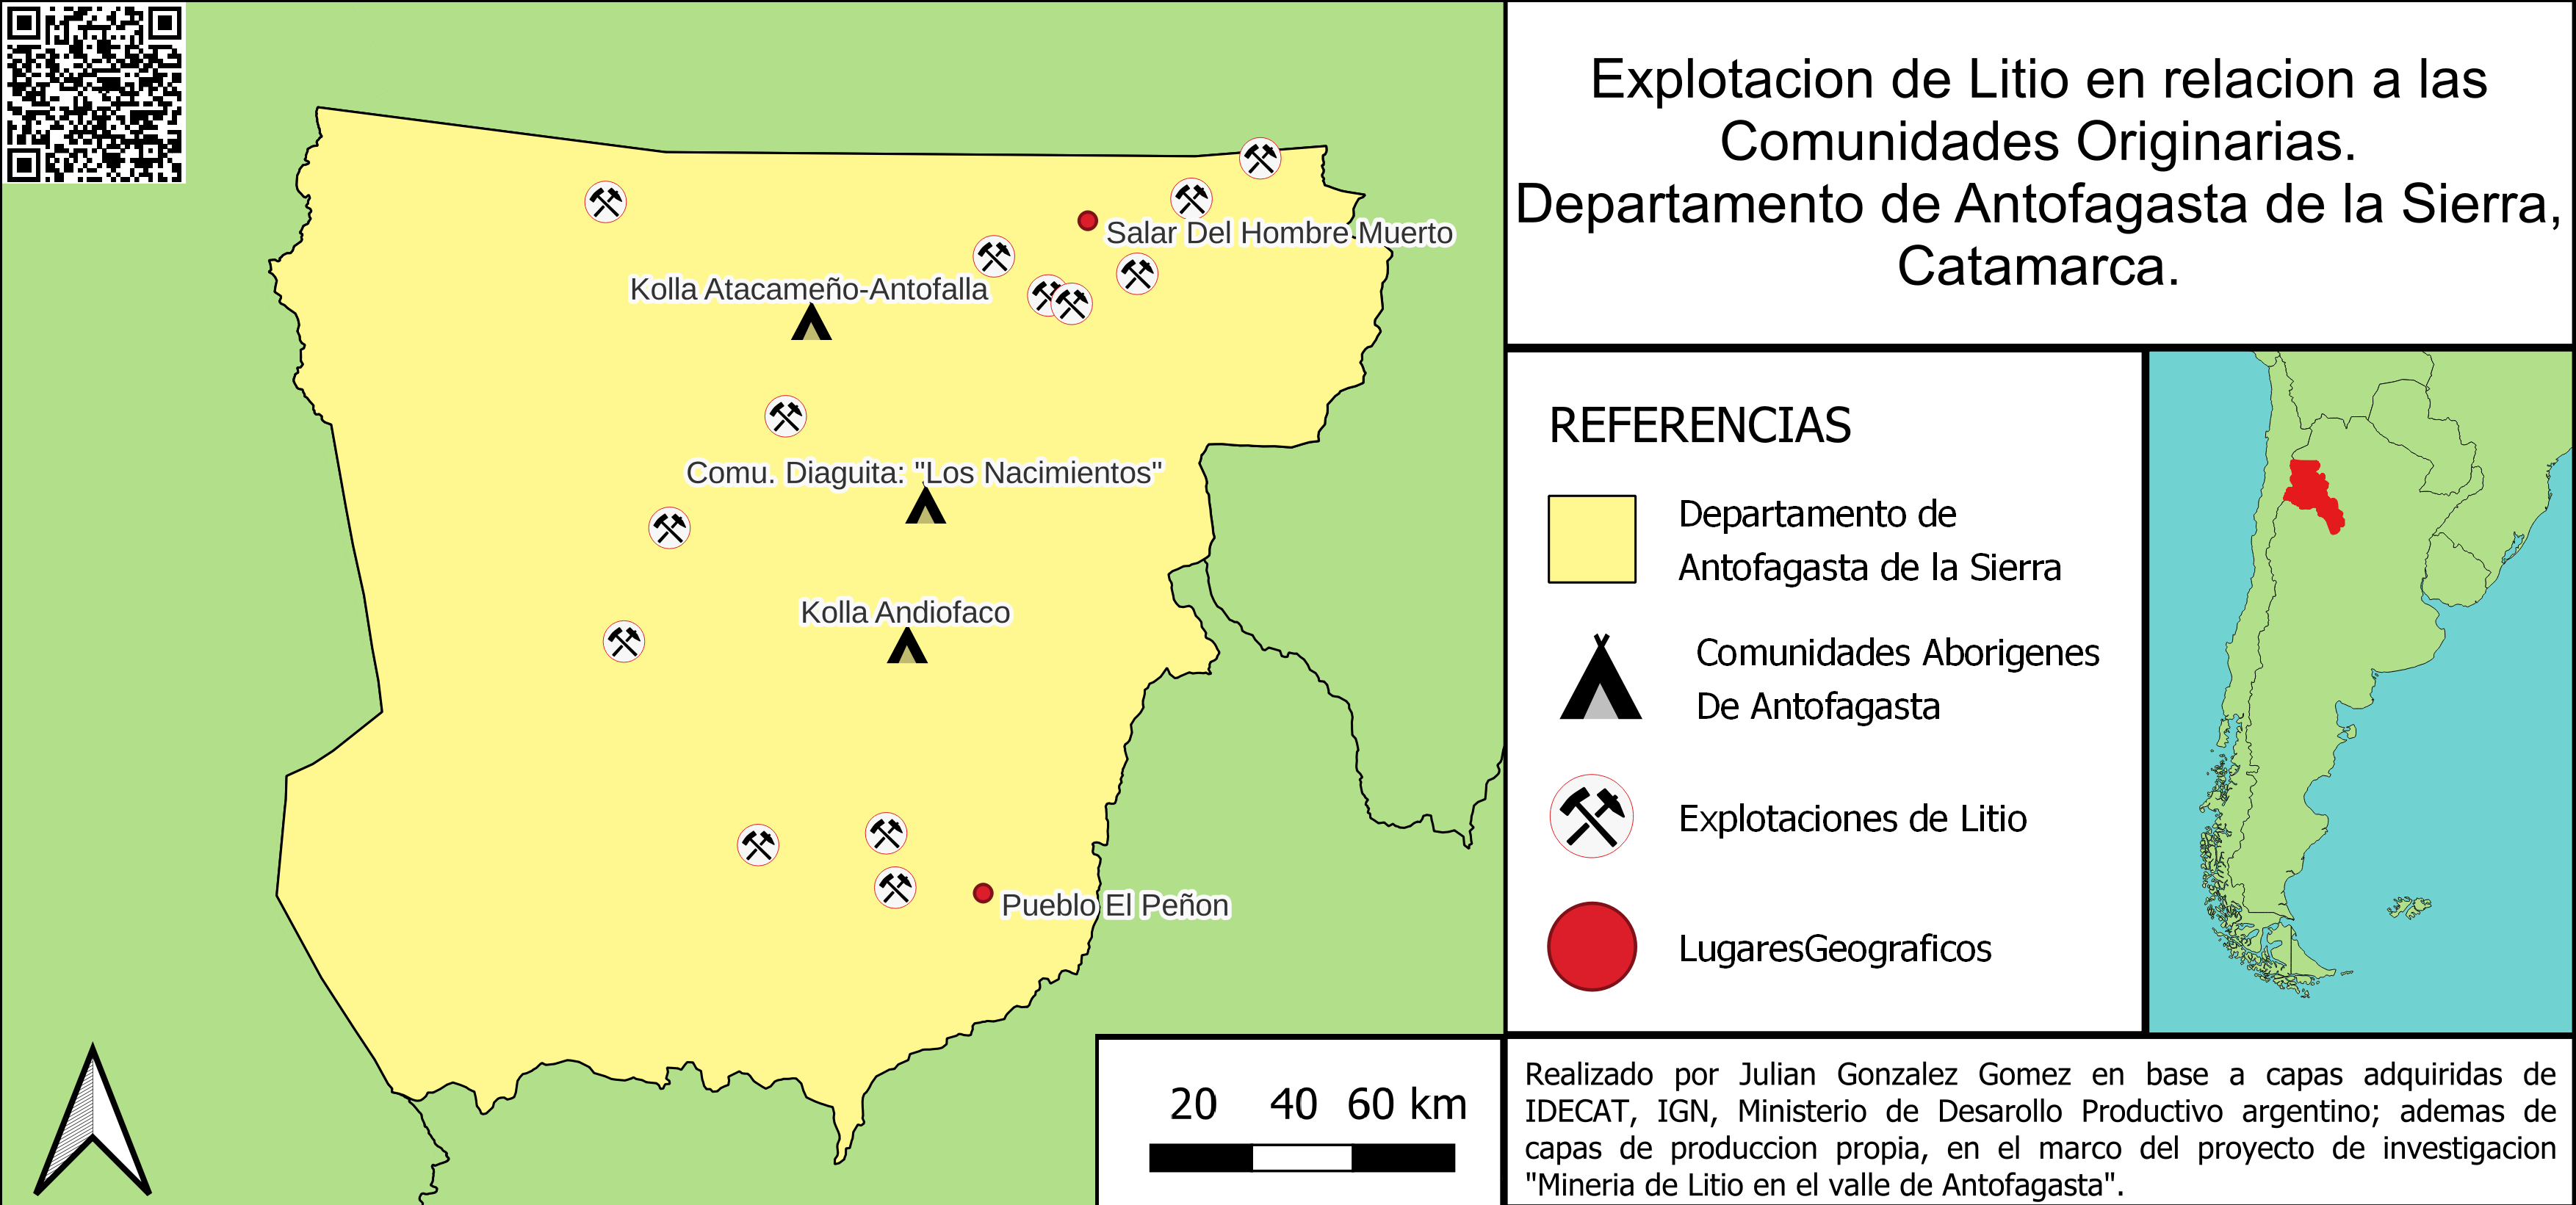 Explotacion de Litio en relacion a las
Comunidades Originarias.
Departamento de Antofagasta de la Sierra,
Catamarca.
Salar Del Hombre Muerto
Kolla Atacameño-Antofalla
Comu. Diaguita: "Los Nacimientos"
Kolla Andiofaco
Pueblo El Peñon
REFERENCIAS
Departamento de
Antofagasta de la Sierra
Comunidades Aborigenes
De Antofagasta
Explotaciones de Litio
LugaresGeograficos
20 40 60 km
Realizado por Julian Gonzalez Gomez en base a capas adquiridas de
IDECAT, IGN, Ministerio de Desarollo Productivo argentino; ademas de
capas de produccion propia, en el marco del proyecto de investigacion
"Mineria de Litio en el valle de Antofagasta".